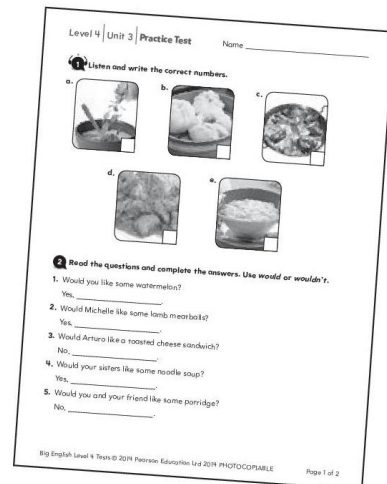 Level 4 Unit 3 Practice Test
Name
1 Listen and write the correct numbers.
a. b. c.
d. e.
2 Read the questions and complete the answers. Use would or wouldn't.
1. Would you like some watermelon?
Yes, .
2. Would Michelle like some lamb meatballs?
Yes, .
3. Would Arturo like a toasted cheese sandwich?
No, .
4. Would your sisters like some noodle soup?
Yes, .
5. Would you and your friend like some porridge?
No, .
Big English Level 4 Tests © 2014 Pearson Education Ltd 2014 PHOTOCOPIABLE Page 1 of 2